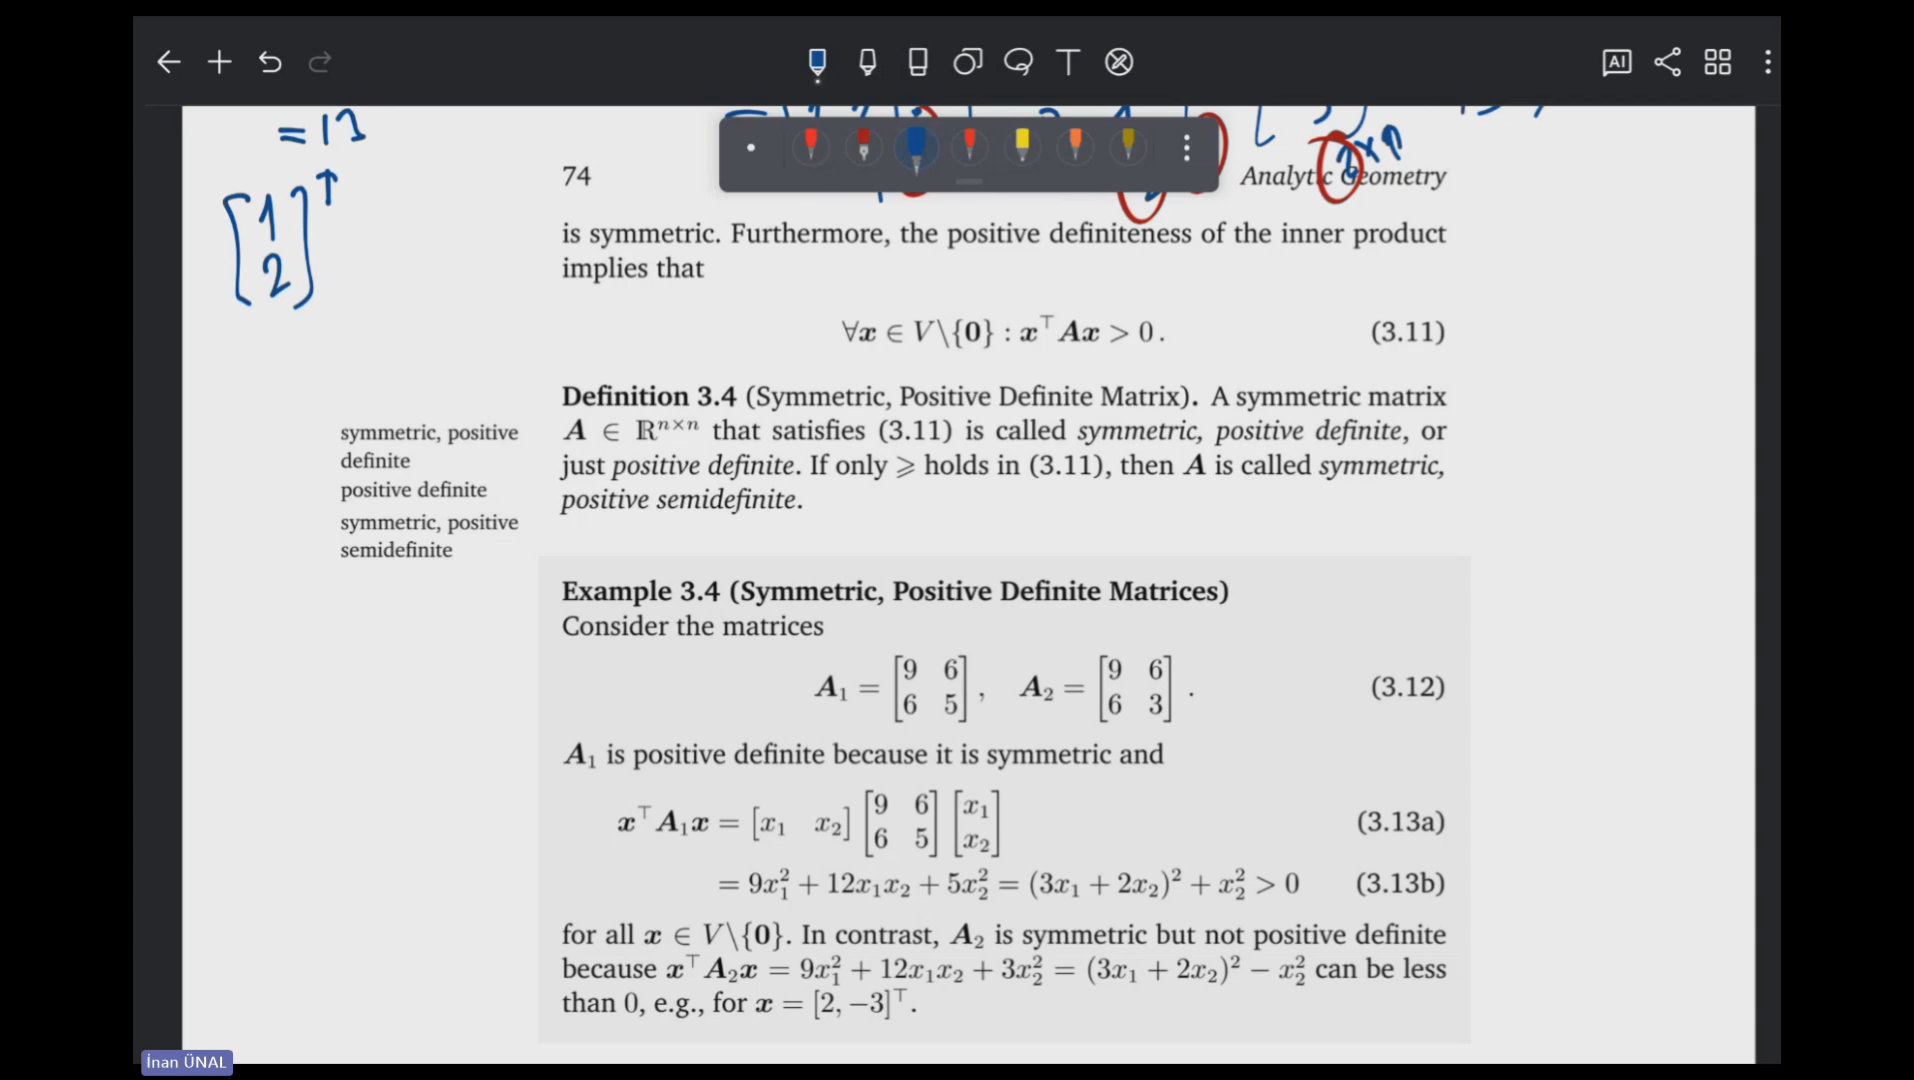 AI
= 13
[1 2]
74
Analytic Geometry
is symmetric. Furthermore, the positive definiteness of the inner product
implies that
∀x ∈ V\{0} : x⊤Ax > 0 . (3.11)
Definition 3.4 (Symmetric, Positive Definite Matrix). A symmetric matrix
A ∈ ℝⁿˣⁿ that satisfies (3.11) is called symmetric, positive definite, or
just positive definite. If only ⩾ holds in (3.11), then A is called symmetric,
positive semidefinite.
symmetric, positive
definite
positive definite
symmetric, positive
semidefinite
Example 3.4 (Symmetric, Positive Definite Matrices)
Consider the matrices
A₁ = [9 6; 6 5] , A₂ = [9 6; 6 3] . (3.12)
A₁ is positive definite because it is symmetric and
x⊤A₁x = [x₁ x₂] [9 6; 6 5] [x₁; x₂] (3.13a)
= 9x₁² + 12x₁x₂ + 5x₂² = (3x₁ + 2x₂)² + x₂² > 0 (3.13b)
for all x ∈ V\{0}. In contrast, A₂ is symmetric but not positive definite
because x⊤A₂x = 9x₁² + 12x₁x₂ + 3x₂² = (3x₁ + 2x₂)² − x₂² can be less
than 0, e.g., for x = [2, −3]⊤.
İnan ÜNAL